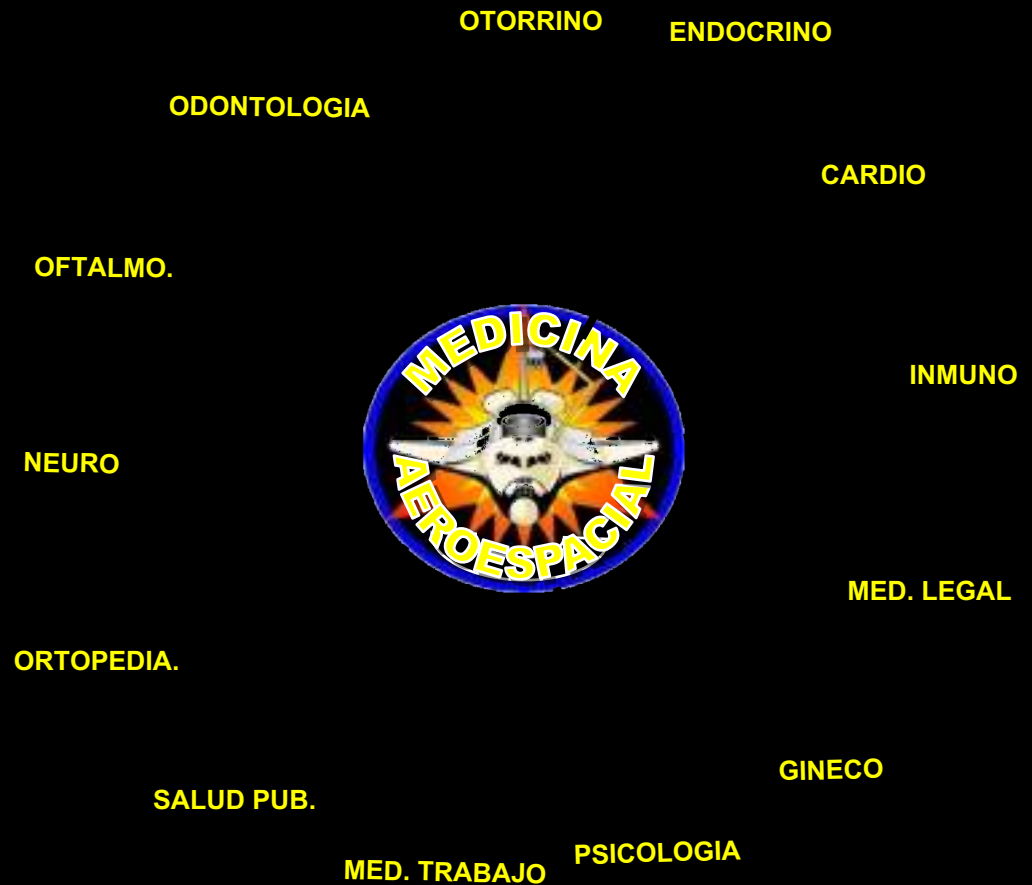 OTORRINO
ENDOCRINO
ODONTOLOGIA
CARDIO
OFTALMO.
MEDICINA
AEROESPACIAL
INMUNO
NEURO
MED. LEGAL
ORTOPEDIA.
GINECO
SALUD PUB.
PSICOLOGIA
MED. TRABAJO